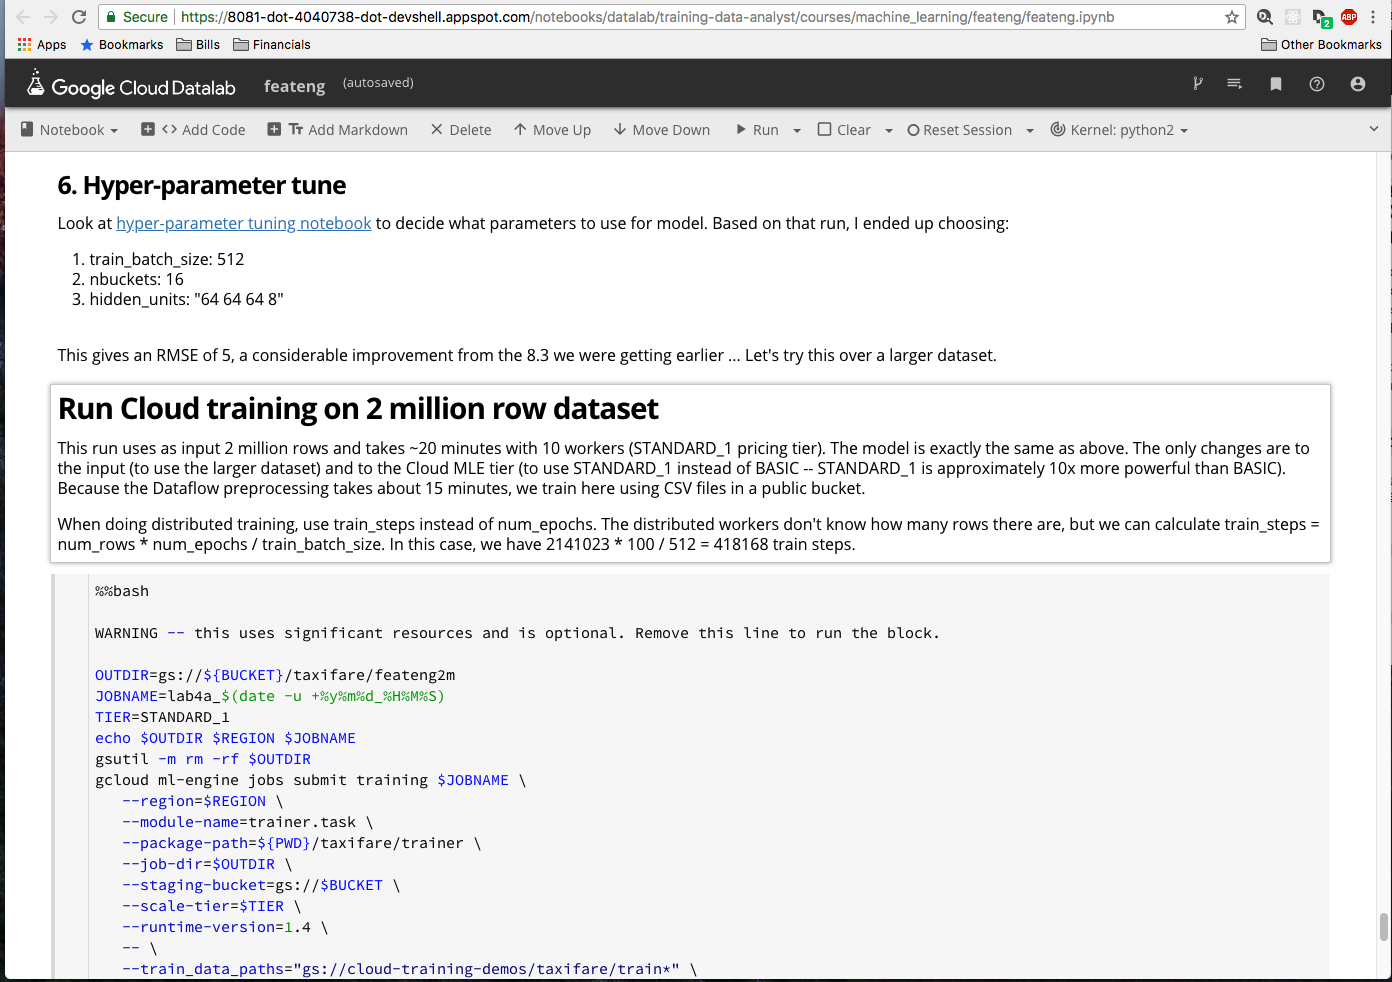 Secure https://8081-dot-4040738-dot-devshell.appspot.com/notebooks/datalab/training-data-analyst/courses/machine_learning/feateng/feateng.ipynb
2 ABP
Apps Bookmarks Bills Financials Other Bookmarks
Google Cloud Datalab feateng (autosaved)
Notebook <> Add Code Tт Add Markdown Delete Move Up Move Down Run Clear Reset Session Kernel: python2
6. Hyper-parameter tune
Look at hyper-parameter tuning notebook to decide what parameters to use for model. Based on that run, I ended up choosing:
1. train_batch_size: 512
2. nbuckets: 16
3. hidden_units: "64 64 64 8"
This gives an RMSE of 5, a considerable improvement from the 8.3 we were getting earlier ... Let's try this over a larger dataset.
Run Cloud training on 2 million row dataset
This run uses as input 2 million rows and takes ~20 minutes with 10 workers (STANDARD_1 pricing tier). The model is exactly the same as above. The only changes are to
the input (to use the larger dataset) and to the Cloud MLE tier (to use STANDARD_1 instead of BASIC -- STANDARD_1 is approximately 10x more powerful than BASIC).
Because the Dataflow preprocessing takes about 15 minutes, we train here using CSV files in a public bucket.
When doing distributed training, use train_steps instead of num_epochs. The distributed workers don't know how many rows there are, but we can calculate train_steps =
num_rows * num_epochs / train_batch_size. In this case, we have 2141023 * 100 / 512 = 418168 train steps.
%%bash
WARNING -- this uses significant resources and is optional. Remove this line to run the block.
OUTDIR=gs://${BUCKET}/taxifare/feateng2m
JOBNAME=lab4a_$(date -u +%y%m%d_%H%M%S)
TIER=STANDARD_1
echo $OUTDIR $REGION $JOBNAME
gsutil -m rm -rf $OUTDIR
gcloud ml-engine jobs submit training $JOBNAME \
--region=$REGION \
--module-name=trainer.task \
--package-path=${PWD}/taxifare/trainer \
--job-dir=$OUTDIR \
--staging-bucket=gs://$BUCKET \
--scale-tier=$TIER \
--runtime-version=1.4 \
-- \
--train_data_paths="gs://cloud-training-demos/taxifare/train*" \